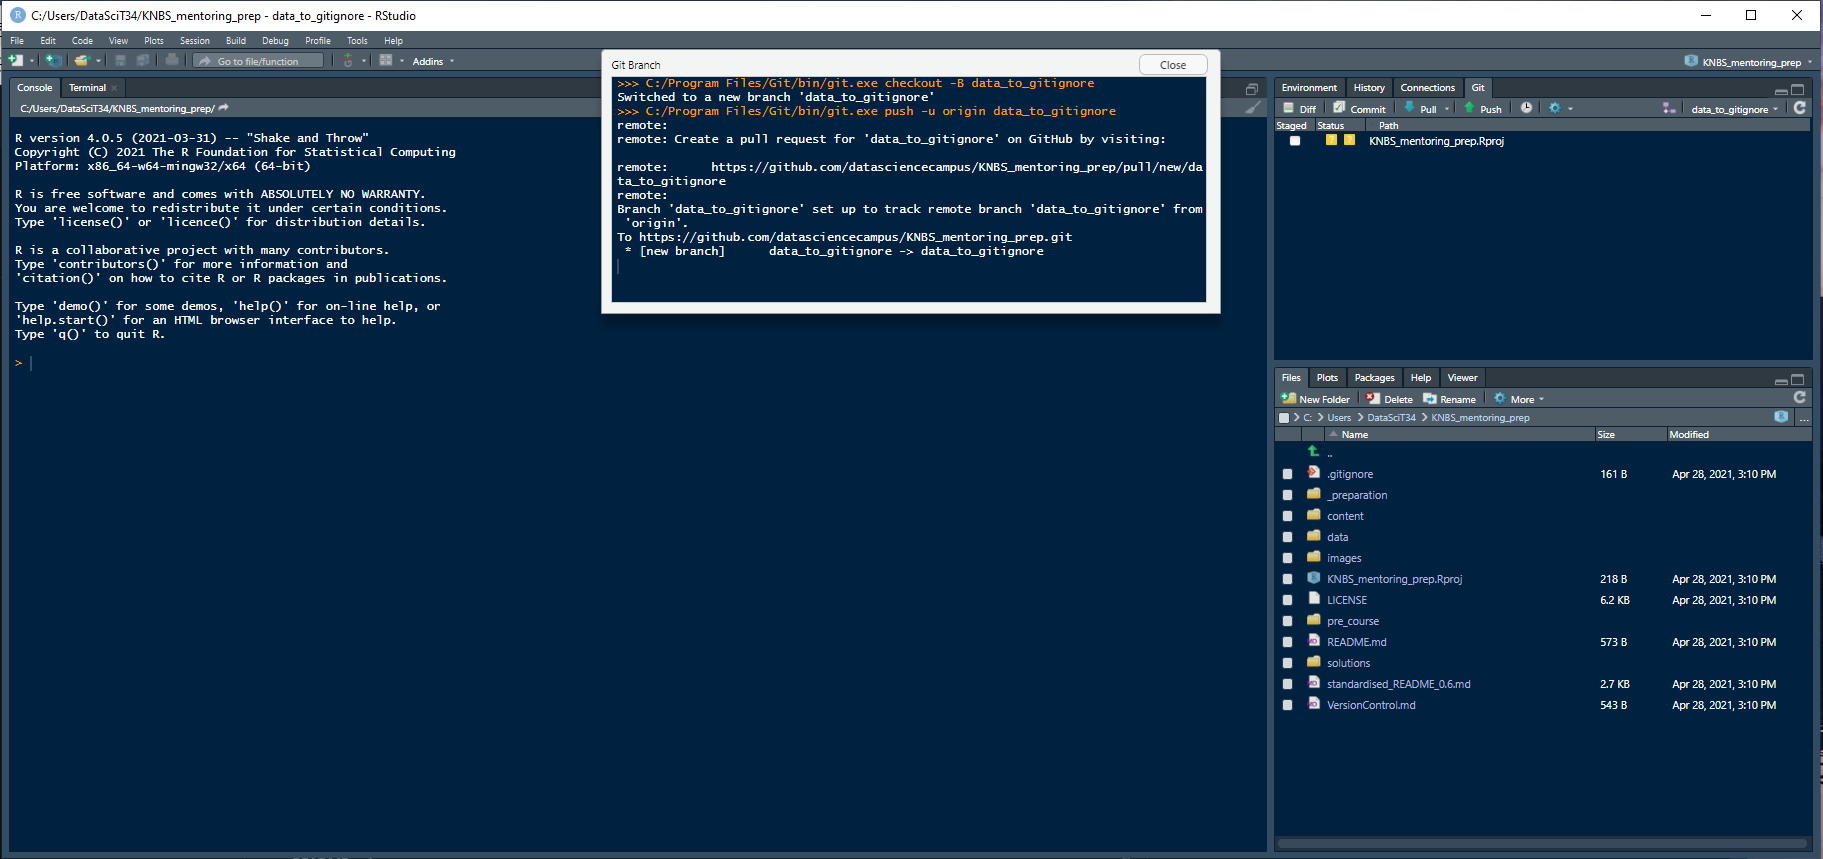 C:/Users/DataSciT34/KNBS_mentoring_prep - data_to_gitignore - RStudio
File Edit Code View Plots Session Build Debug Profile Tools Help
Go to file/function Addins KNBS_mentoring_prep
Console Terminal
C:/Users/DataSciT34/KNBS_mentoring_prep/
R version 4.0.5 (2021-03-31) -- "Shake and Throw"
Copyright (C) 2021 The R Foundation for Statistical Computing
Platform: x86_64-w64-mingw32/x64 (64-bit)
R is free software and comes with ABSOLUTELY NO WARRANTY.
You are welcome to redistribute it under certain conditions.
Type 'license()' or 'licence()' for distribution details.
R is a collaborative project with many contributors.
Type 'contributors()' for more information and
'citation()' on how to cite R or R packages in publications.
Type 'demo()' for some demos, 'help()' for on-line help, or
'help.start()' for an HTML browser interface to help.
Type 'q()' to quit R.
>
Git Branch Close
>>> C:/Program Files/Git/bin/git.exe checkout -B data_to_gitignore
Switched to a new branch 'data_to_gitignore'
>>> C:/Program Files/Git/bin/git.exe push -u origin data_to_gitignore
remote:
remote: Create a pull request for 'data_to_gitignore' on GitHub by visiting:
remote:      https://github.com/datasciencecampus/KNBS_mentoring_prep/pull/new/da
ta_to_gitignore
remote:
Branch 'data_to_gitignore' set up to track remote branch 'data_to_gitignore' from
'origin'.
To https://github.com/datasciencecampus/KNBS_mentoring_prep.git
* [new branch]      data_to_gitignore -> data_to_gitignore
Environment History Connections Git
Diff Commit Pull Push data_to_gitignore
Staged Status Path
? ? KNBS_mentoring_prep.Rproj
Files Plots Packages Help Viewer
New Folder Delete Rename More
C: > Users > DataSciT34 > KNBS_mentoring_prep ...
Name Size Modified
..
.gitignore 161 B Apr 28, 2021, 3:10 PM
_preparation
content
data
images
KNBS_mentoring_prep.Rproj 218 B Apr 28, 2021, 3:10 PM
LICENSE 6.2 KB Apr 28, 2021, 3:10 PM
pre_course
README.md 573 B Apr 28, 2021, 3:10 PM
solutions
standardised_README_0.6.md 2.7 KB Apr 28, 2021, 3:10 PM
VersionControl.md 543 B Apr 28, 2021, 3:10 PM